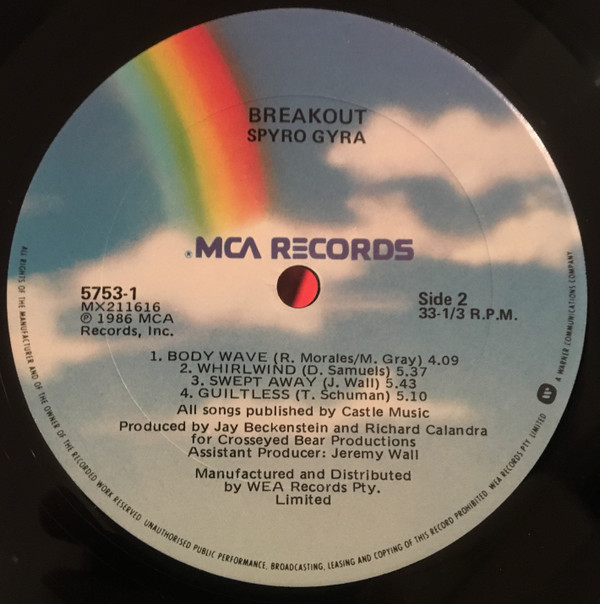 BREAKOUT
SPYRO GYRA
® MCA RECORDS
5753-1
MX211616
℗ 1986 MCA
Records, Inc.
Side 2
33-1/3 R.P.M.
1. BODY WAVE (R. Morales/M. Gray) 4.09
2. WHIRLWIND (D. Samuels) 5.37
3. SWEPT AWAY (J. Wall) 5.43
4. GUILTLESS (T. Schuman) 5.10
All songs published by Castle Music
Produced by Jay Beckenstein and Richard Calandra
for Crosseyed Bear Productions
Assistant Producer: Jeremy Wall
Manufactured and Distributed
by WEA Records Pty.
Limited
ALL RIGHTS OF THE MANUFACTURER AND OF THE OWNER OF THE RECORDED WORK RESERVED. UNAUTHORISED PUBLIC PERFORMANCE, BROADCASTING, LEASING AND COPYING OF THIS RECORD PROHIBITED. WEA RECORDS PTY. LIMITED
A WARNER COMMUNICATIONS COMPANY